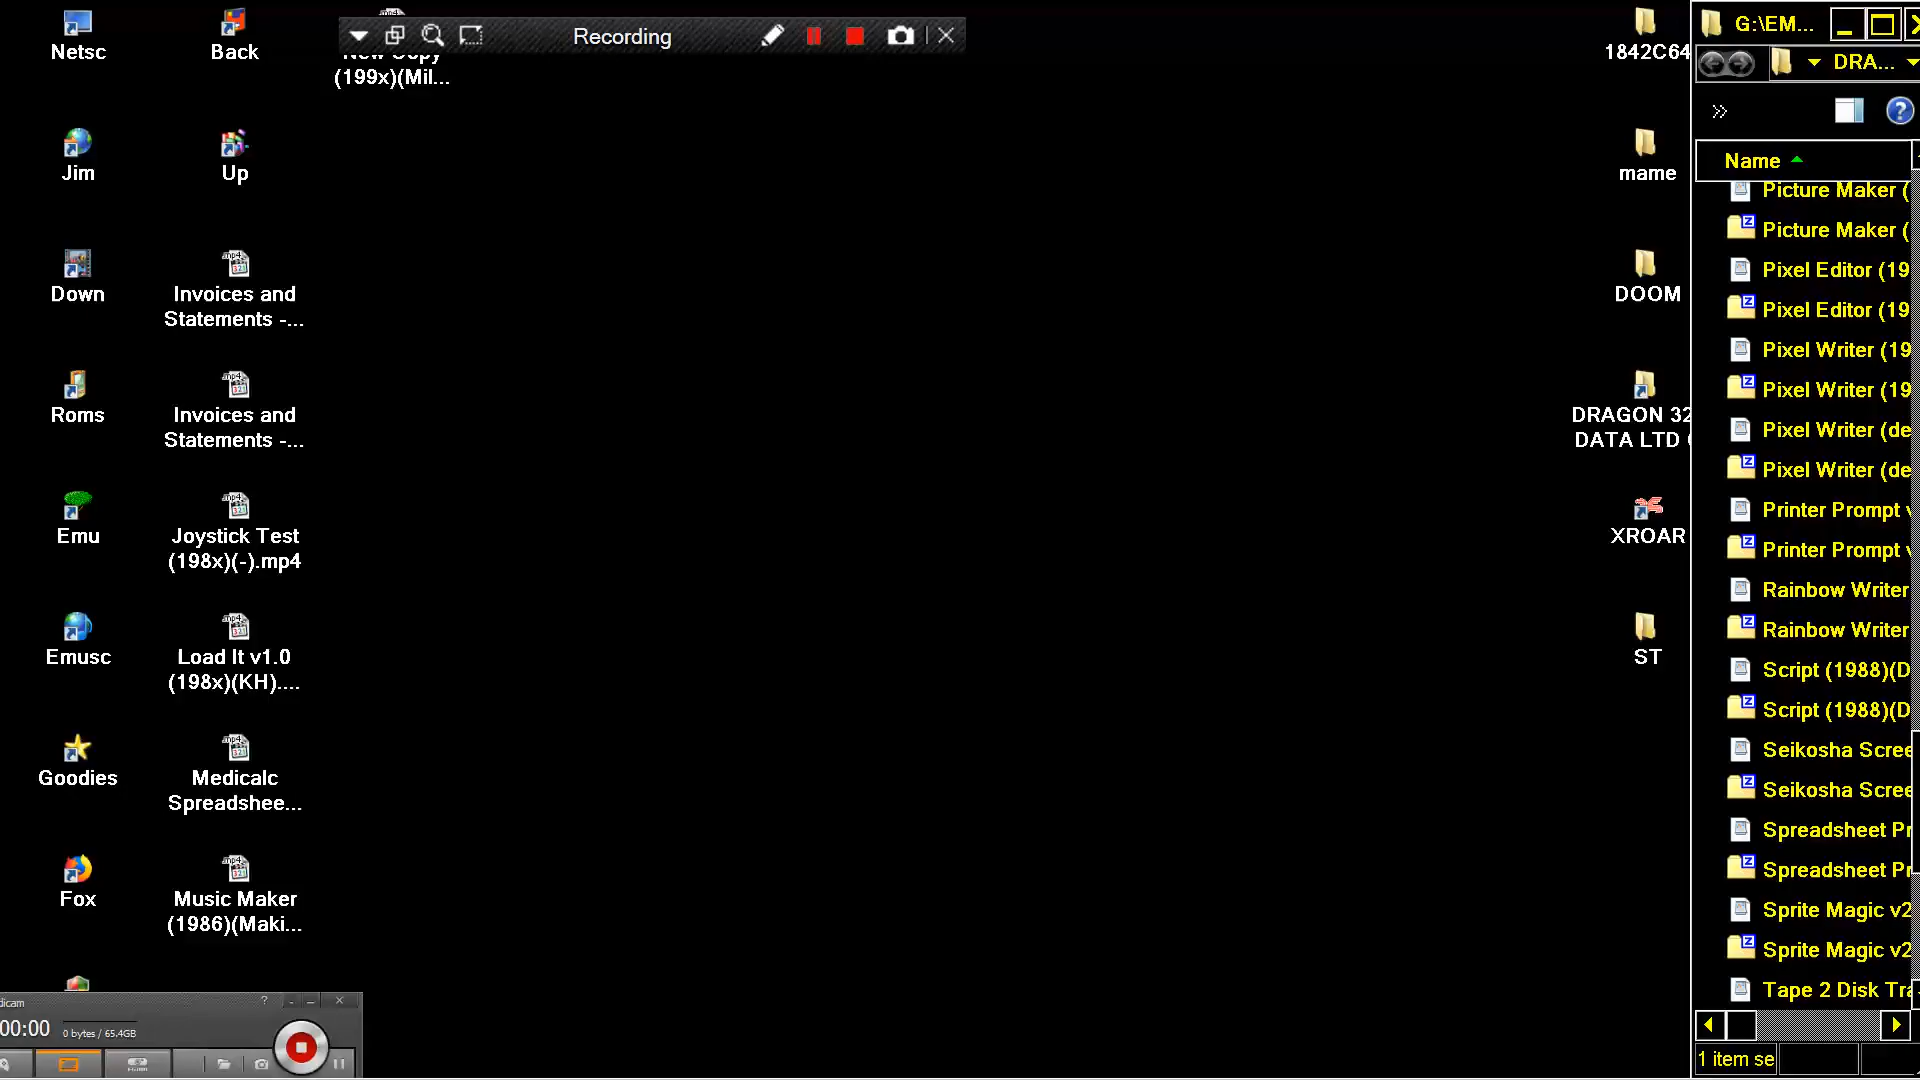 Netsc
Back
New Copy
(199x)(Mil...
Recording
1842C64
G:\EM...
DRA...
Name
Jim
Up
mame
Down
Invoices and
Statements -...
DOOM
Roms
Invoices and
Statements -...
DRAGON 32
DATA LTD
Emu
Joystick Test
(198x)(-).mp4
XROAR
Emusc
Load It v1.0
(198x)(KH)....
ST
Goodies
Medicalc
Spreadshee...
Fox
Music Maker
(1986)(Maki...
Picture Maker (
Picture Maker (
Pixel Editor (19
Pixel Editor (19
Pixel Writer (19
Pixel Writer (19
Pixel Writer (de
Pixel Writer (de
Printer Prompt v
Printer Prompt v
Rainbow Writer
Rainbow Writer
Script (1988)(D
Script (1988)(D
Seikosha Scree
Seikosha Scree
Spreadsheet Pr
Spreadsheet Pr
Sprite Magic v2
Sprite Magic v2
Tape 2 Disk Tra
1 item se
dicam
00:00
0 bytes / 65.4GB